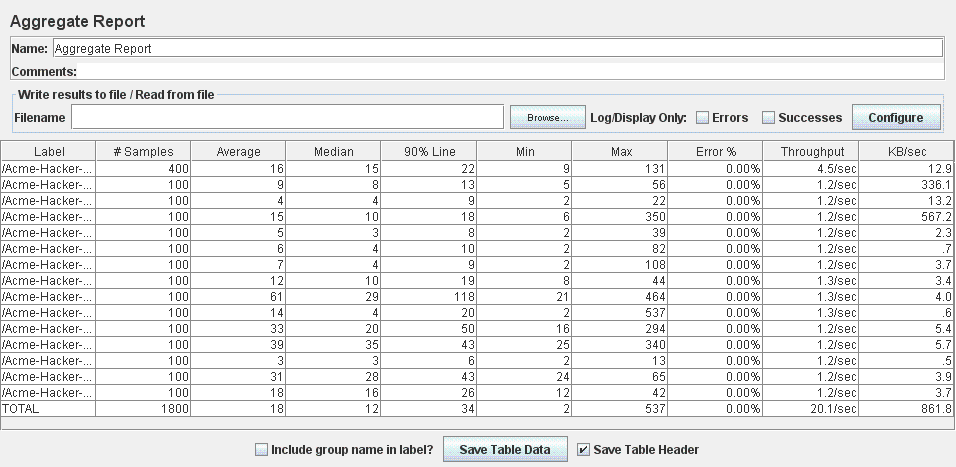 Aggregate Report
Name: Aggregate Report
Comments:
Write results to file / Read from file
Filename Browse... Log/Display Only: Errors Successes Configure
Label # Samples Average Median 90% Line Min Max Error % Throughput KB/sec
/Acme-Hacker-... 400 16 15 22 9 131 0.00% 4.5/sec 12.9
/Acme-Hacker-... 100 9 8 13 5 56 0.00% 1.2/sec 336.1
/Acme-Hacker-... 100 4 4 9 2 22 0.00% 1.2/sec 13.2
/Acme-Hacker-... 100 15 10 18 6 350 0.00% 1.2/sec 567.2
/Acme-Hacker-... 100 5 3 8 2 39 0.00% 1.2/sec 2.3
/Acme-Hacker-... 100 6 4 10 2 82 0.00% 1.2/sec .7
/Acme-Hacker-... 100 7 4 9 2 108 0.00% 1.2/sec 3.7
/Acme-Hacker-... 100 12 10 19 8 44 0.00% 1.3/sec 3.4
/Acme-Hacker-... 100 61 29 118 21 464 0.00% 1.3/sec 4.0
/Acme-Hacker-... 100 14 4 20 2 537 0.00% 1.3/sec .6
/Acme-Hacker-... 100 33 20 50 16 294 0.00% 1.2/sec 5.4
/Acme-Hacker-... 100 39 35 43 25 340 0.00% 1.2/sec 5.7
/Acme-Hacker-... 100 3 3 6 2 13 0.00% 1.2/sec .5
/Acme-Hacker-... 100 31 28 43 24 65 0.00% 1.2/sec 3.9
/Acme-Hacker-... 100 18 16 26 12 42 0.00% 1.2/sec 3.7
TOTAL 1800 18 12 34 2 537 0.00% 20.1/sec 861.8
Include group name in label? Save Table Data Save Table Header